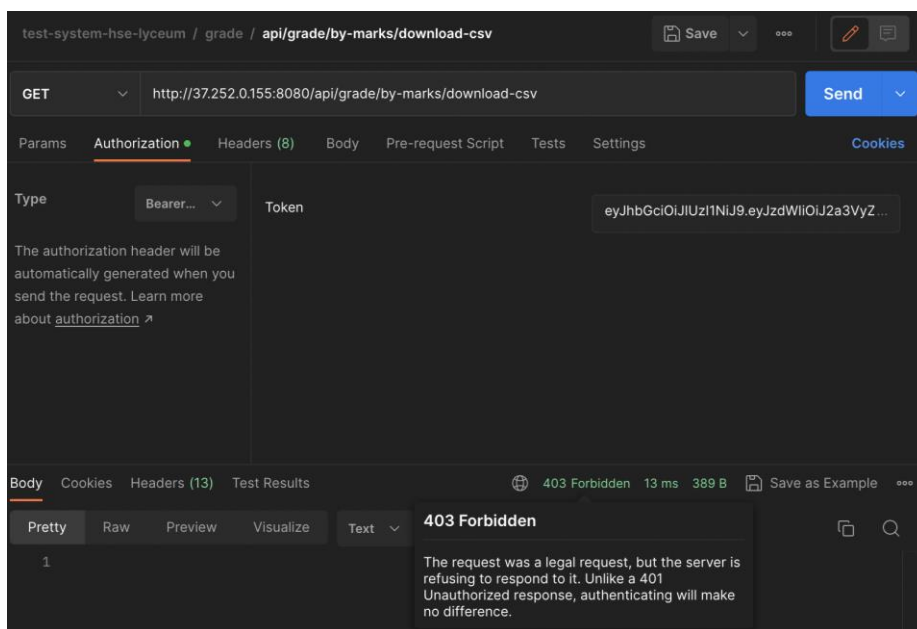 test-system-hse-lyceum / grade / api/grade/by-marks/download-csv Save ooo
GET http://37.252.0.155:8080/api/grade/by-marks/download-csv Send
Params Authorization Headers (8) Body Pre-request Script Tests Settings Cookies
Type Bearer... Token eyJhbGciOiJIUzI1NiJ9.eyJzdWIiOiJ2a3VyZ...
The authorization header will be
automatically generated when you
send the request. Learn more
about authorization ↗
Body Cookies Headers (13) Test Results 403 Forbidden 13 ms 389 B Save as Example ooo
Pretty Raw Preview Visualize Text
403 Forbidden
1
The request was a legal request, but the server is
refusing to respond to it. Unlike a 401
Unauthorized response, authenticating will make
no difference.